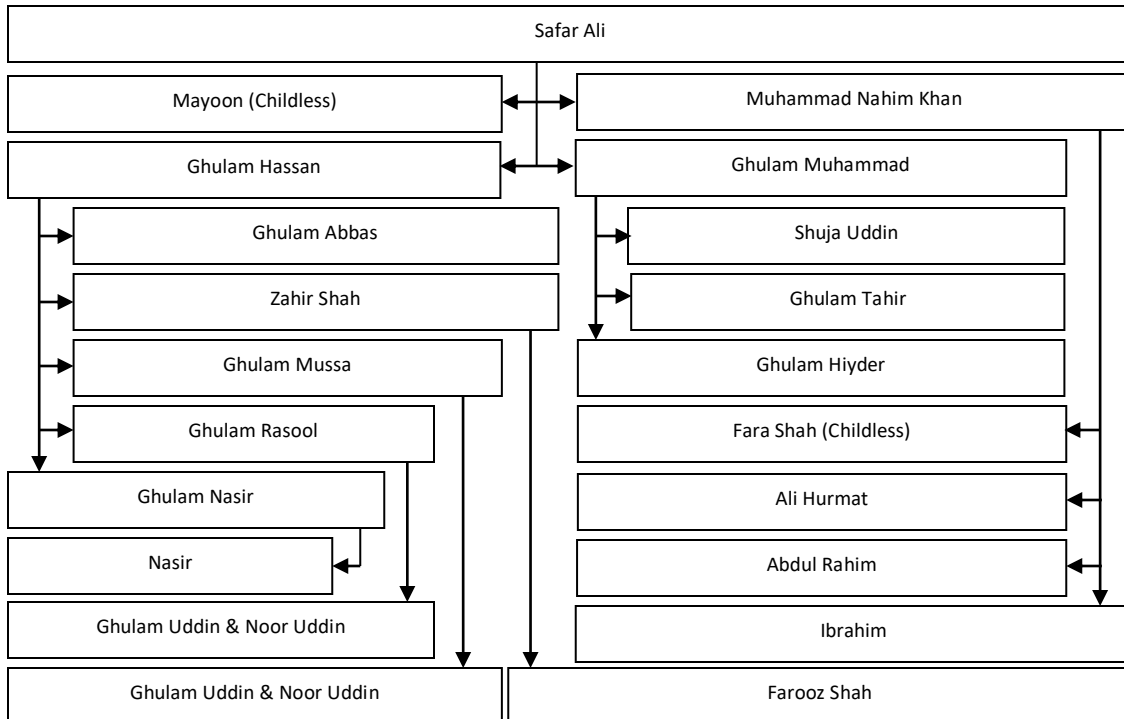 Safar Ali
Mayoon (Childless)
Muhammad Nahim Khan
Ghulam Hassan
Ghulam Muhammad
Ghulam Abbas
Shuja Uddin
Zahir Shah
Ghulam Tahir
Ghulam Mussa
Ghulam Hiyder
Ghulam Rasool
Fara Shah (Childless)
Ghulam Nasir
Ali Hurmat
Nasir
Abdul Rahim
Ghulam Uddin & Noor Uddin
Ibrahim
Ghulam Uddin & Noor Uddin
Farooz Shah